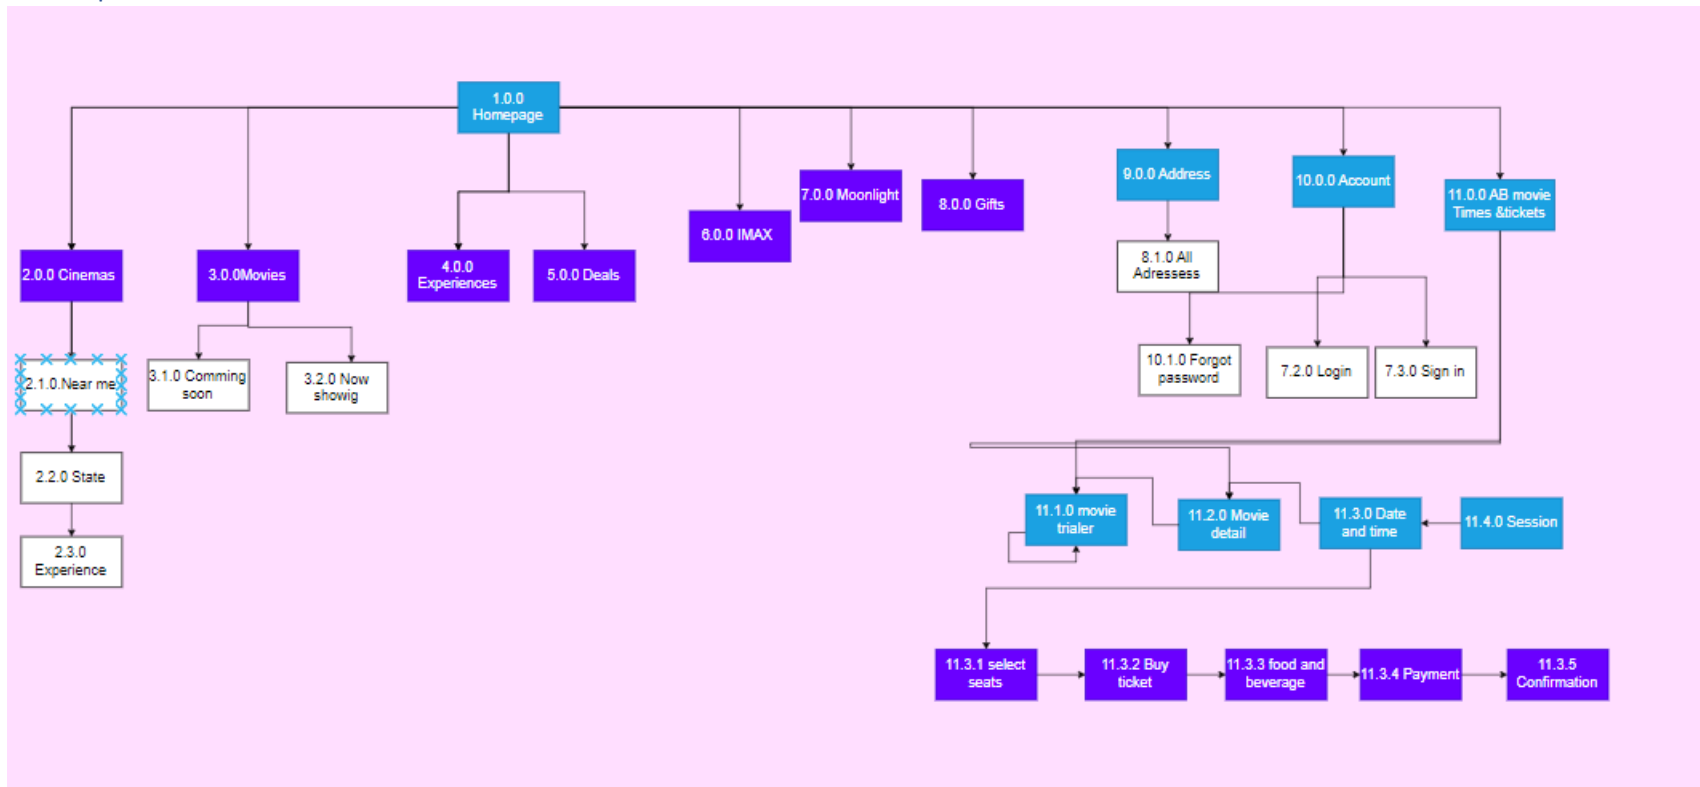 1.0.0
Homepage
2.0.0 Cinemas
3.0.0Movies
4.0.0
Experiences
5.0.0 Deals
6.0.0 IMAX
7.0.0 Moonlight
8.0.0 Gifts
9.0.0 Address
10.0.0 Account
11.0.0 AB movie
Times &tickets
2.1.0.Near me
2.2.0 State
2.3.0
Experience
3.1.0 Comming
soon
3.2.0 Now
showig
8.1.0 All
Adressess
10.1.0 Forgot
password
7.2.0 Login
7.3.0 Sign in
11.1.0 movie
trialer
11.2.0 Movie
detail
11.3.0 Date
and time
11.4.0 Session
11.3.1 select
seats
11.3.2 Buy
ticket
11.3.3 food and
beverage
11.3.4 Payment
11.3.5
Confirmation